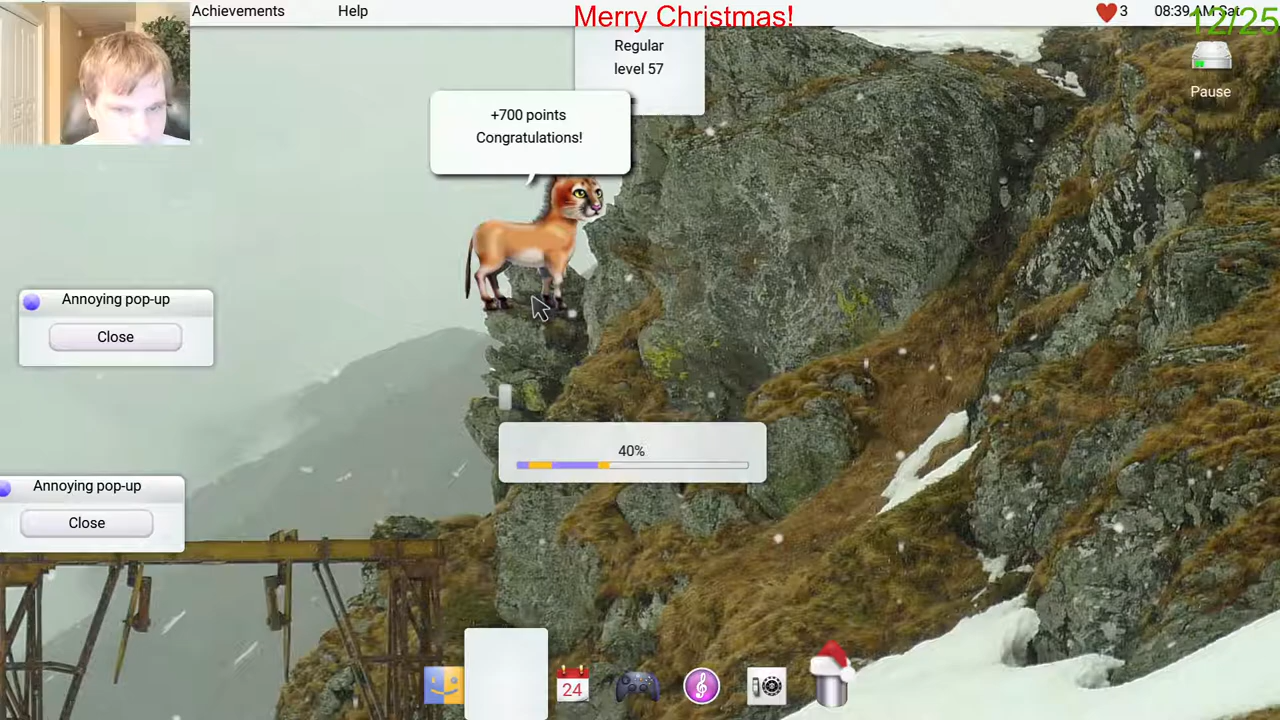 Achievements
Help
Merry Christmas!
3
08:39 AM Sat
12/25
Regular
level 57
Pause
+700 points
Congratulations!
Annoying pop-up
Close
40%
Annoying pop-up
Close
24